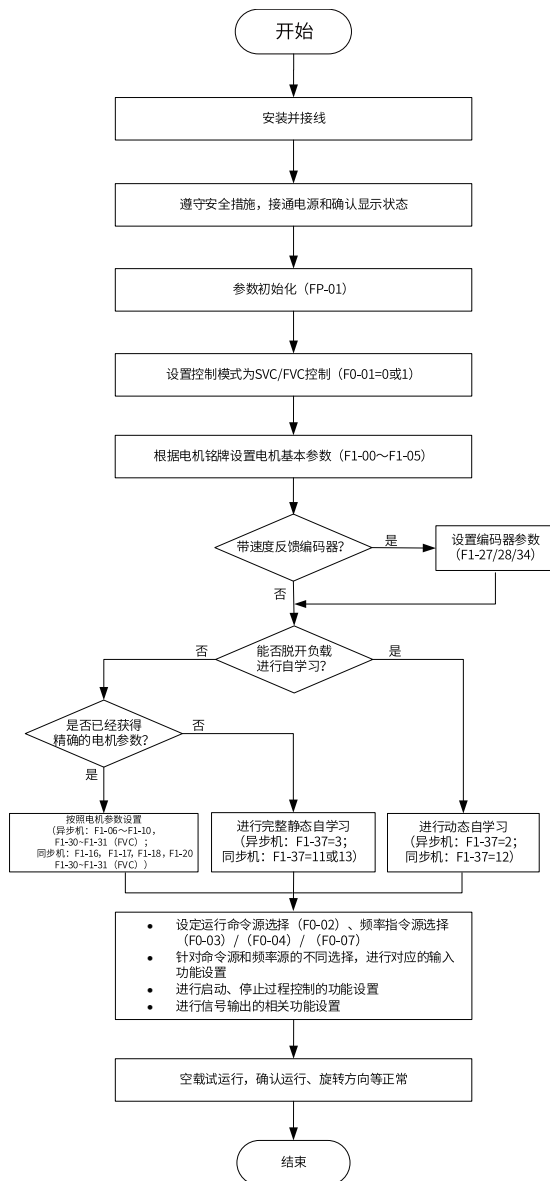 开始
安装并接线
遵守安全措施，接通电源和确认显示状态
参数初始化（FP-01）
设置控制模式为SVC/FVC控制（F0-01=0或1）
根据电机铭牌设置电机基本参数（F1-00～F1-05）
带速度反馈编码器？
是
设置编码器参数
（F1-27/28/34）
否
能否脱开负载
进行自学习？
否
是
是否已经获得
精确的电机参数？
否
是
按照电机参数设置
（异步机：F1-06～F1-10，
F1-30~F1-31（FVC）；
同步机：F1-16，F1-17，F1-18，F1-20
F1-30~F1-31（FVC））
进行完整静态自学习
（异步机：F1-37=3；
同步机：F1-37=11或13）
进行动态自学习
（异步机：F1-37=2；
同步机：F1-37=12）
● 设定运行命令源选择（F0-02）、频率指令源选择
（F0-03）/（F0-04）/ （F0-07）
● 针对命令源和频率源的不同选择，进行对应的输入
功能设置
● 进行启动、停止过程控制的功能设置
● 进行信号输出的相关功能设置
空载试运行，确认运行、旋转方向等正常
结束